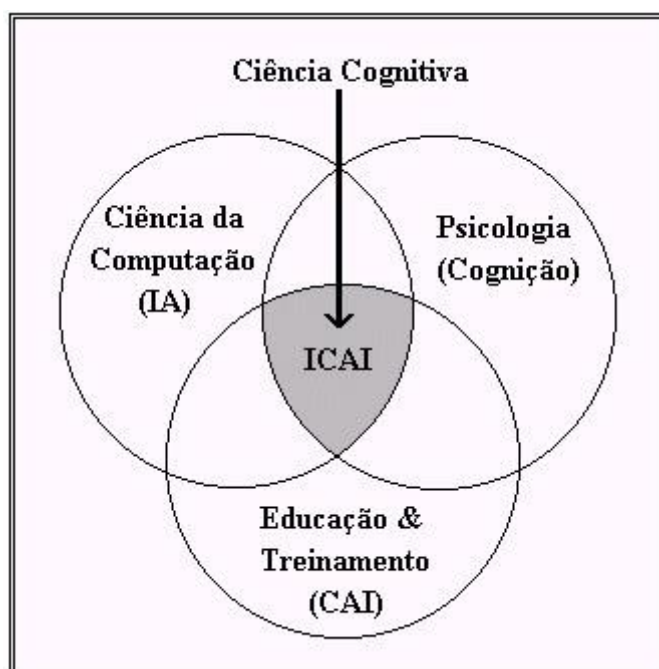 Ciência Cognitiva
Ciência da
Computação
(IA)
Psicologia
(Cognição)
ICAI
Educação &
Treinamento
(CAI)